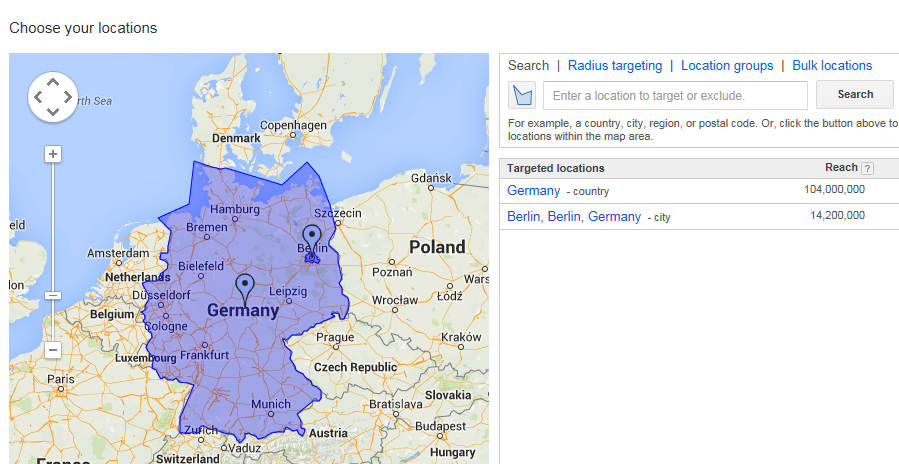 Choose your locations
Search | Radius targeting | Location groups | Bulk locations
Enter a location to target or exclude.
Search
For example, a country, city, region, or postal code. Or, click the button above to
locations within the map area.
Targeted locations
Reach ?
Germany - country
104,000,000
Berlin, Berlin, Germany - city
14,200,000
rth Sea
Copenhagen
Denmark
Gdańsk
Hamburg
Szczecin
Bremen
eld
Berlin
Poland
Amsterdam
Poznań
Netherlands
Bielefeld
Wars
lon
Düsseldorf
Leipzig
Wrocław
Łódź
Belgium
Germany
Cologne
Prague
Kraków
Luxembourg
Frankfurt
Czech Republic
Paris
Slovakia
Munich
Bratislava
Zurich
Austria
Budapest
Vaduz
Switzerland
Hungary
France